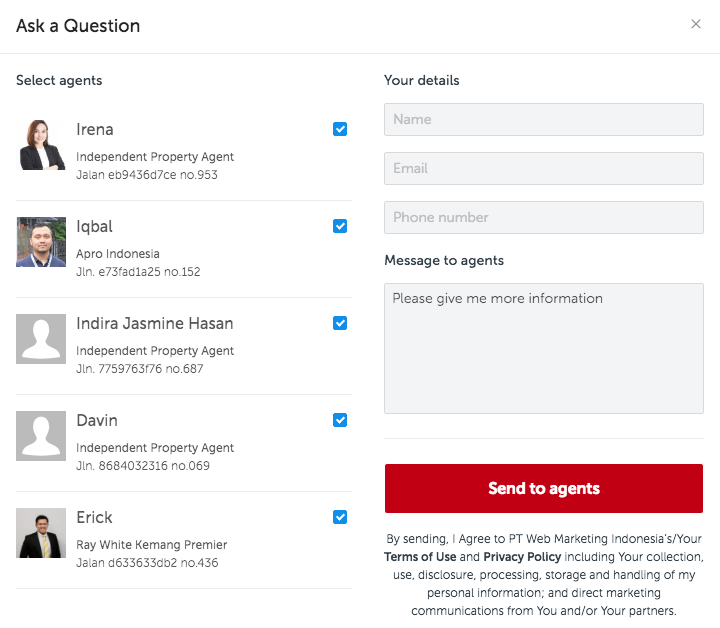 Ask a Question
Select agents
Irena
Independent Property Agent
Jalan eb9436d7ce no.953
Iqbal
Apro Indonesia
Jln. e73fad1a25 no.152
Indira Jasmine Hasan
Independent Property Agent
Jln. 7759763f76 no.687
Davin
Independent Property Agent
Jln. 8684032316 no.069
Erick
Ray White Kemang Premier
Jalan d633633db2 no.436
Your details
Name
Email
Phone number
Message to agents
Please give me more information
Send to agents
By sending, I Agree to PT Web Marketing Indonesia's/Your
Terms of Use and Privacy Policy including Your collection,
use, disclosure, processing, storage and handling of my
personal information; and direct marketing
communications from You and/or Your partners.